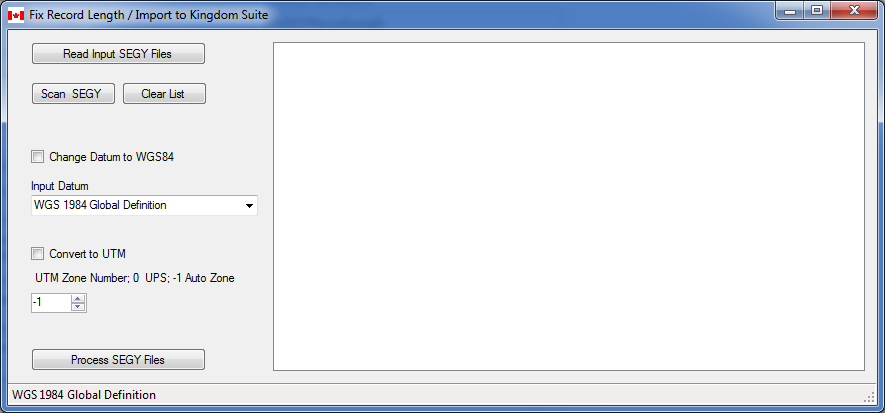 Fix Record Length / Import to Kingdom Suite
Read Input SEGY Files
Scan SEGY
Clear List
Change Datum to WGS84
Input Datum
WGS 1984 Global Definition
Convert to UTM
UTM Zone Number; 0 UPS; -1 Auto Zone
-1
Process SEGY Files
WGS 1984 Global Definition